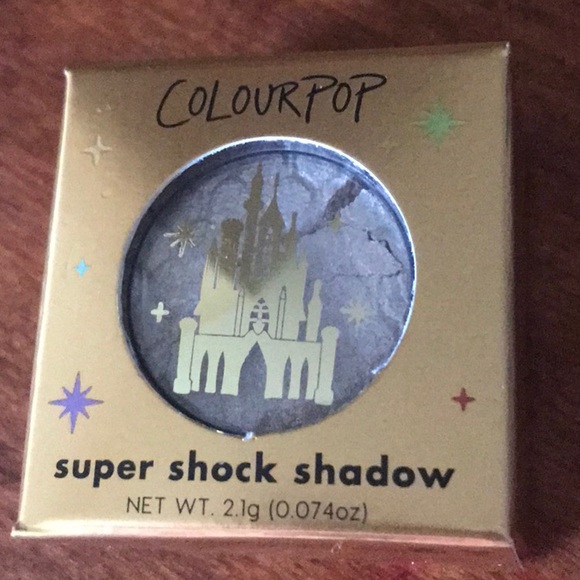 COLOURPOP
super shock shadow
NET WT. 2.1g (0.074oz)